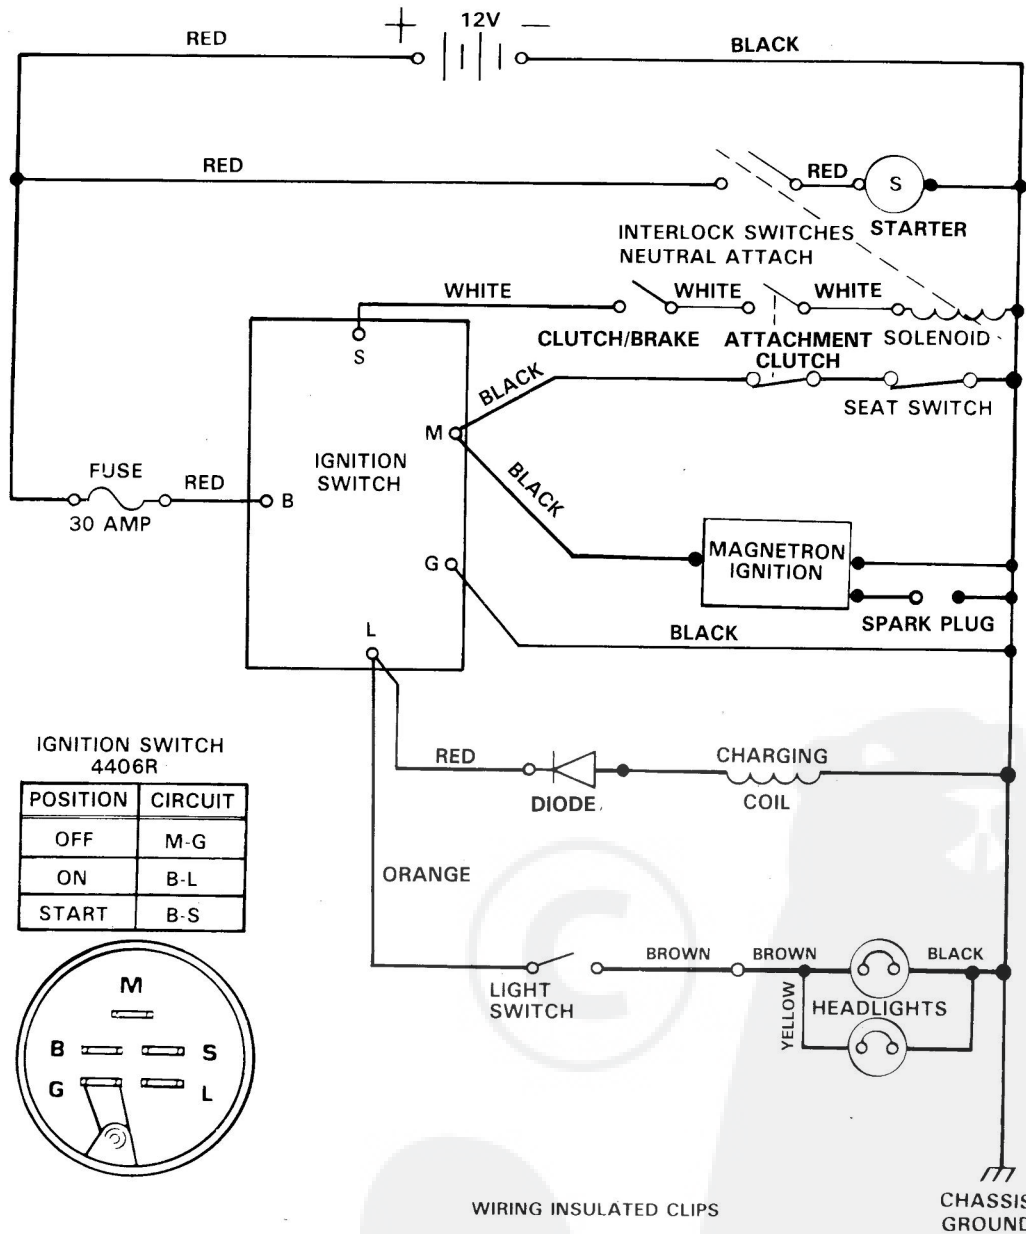 12V
+ —
RED
BLACK
RED
RED
S
STARTER
INTERLOCK SWITCHES
NEUTRAL ATTACH
WHITE
WHITE
WHITE
S
CLUTCH/BRAKE
ATTACHMENT
CLUTCH
SOLENOID
BLACK
SEAT SWITCH
M
IGNITION
SWITCH
FUSE
RED
B
30 AMP
BLACK
MAGNETRON
IGNITION
G
SPARK PLUG
L
BLACK
IGNITION SWITCH
4406R
POSITION CIRCUIT
OFF M-G
ON B-L
START B-S
RED
DIODE
CHARGING
COIL
ORANGE
LIGHT
SWITCH
BROWN
BROWN
BLACK
YELLOW
HEADLIGHTS
M
B S
G L
C
WIRING INSULATED CLIPS
CHASSIS
GROUND